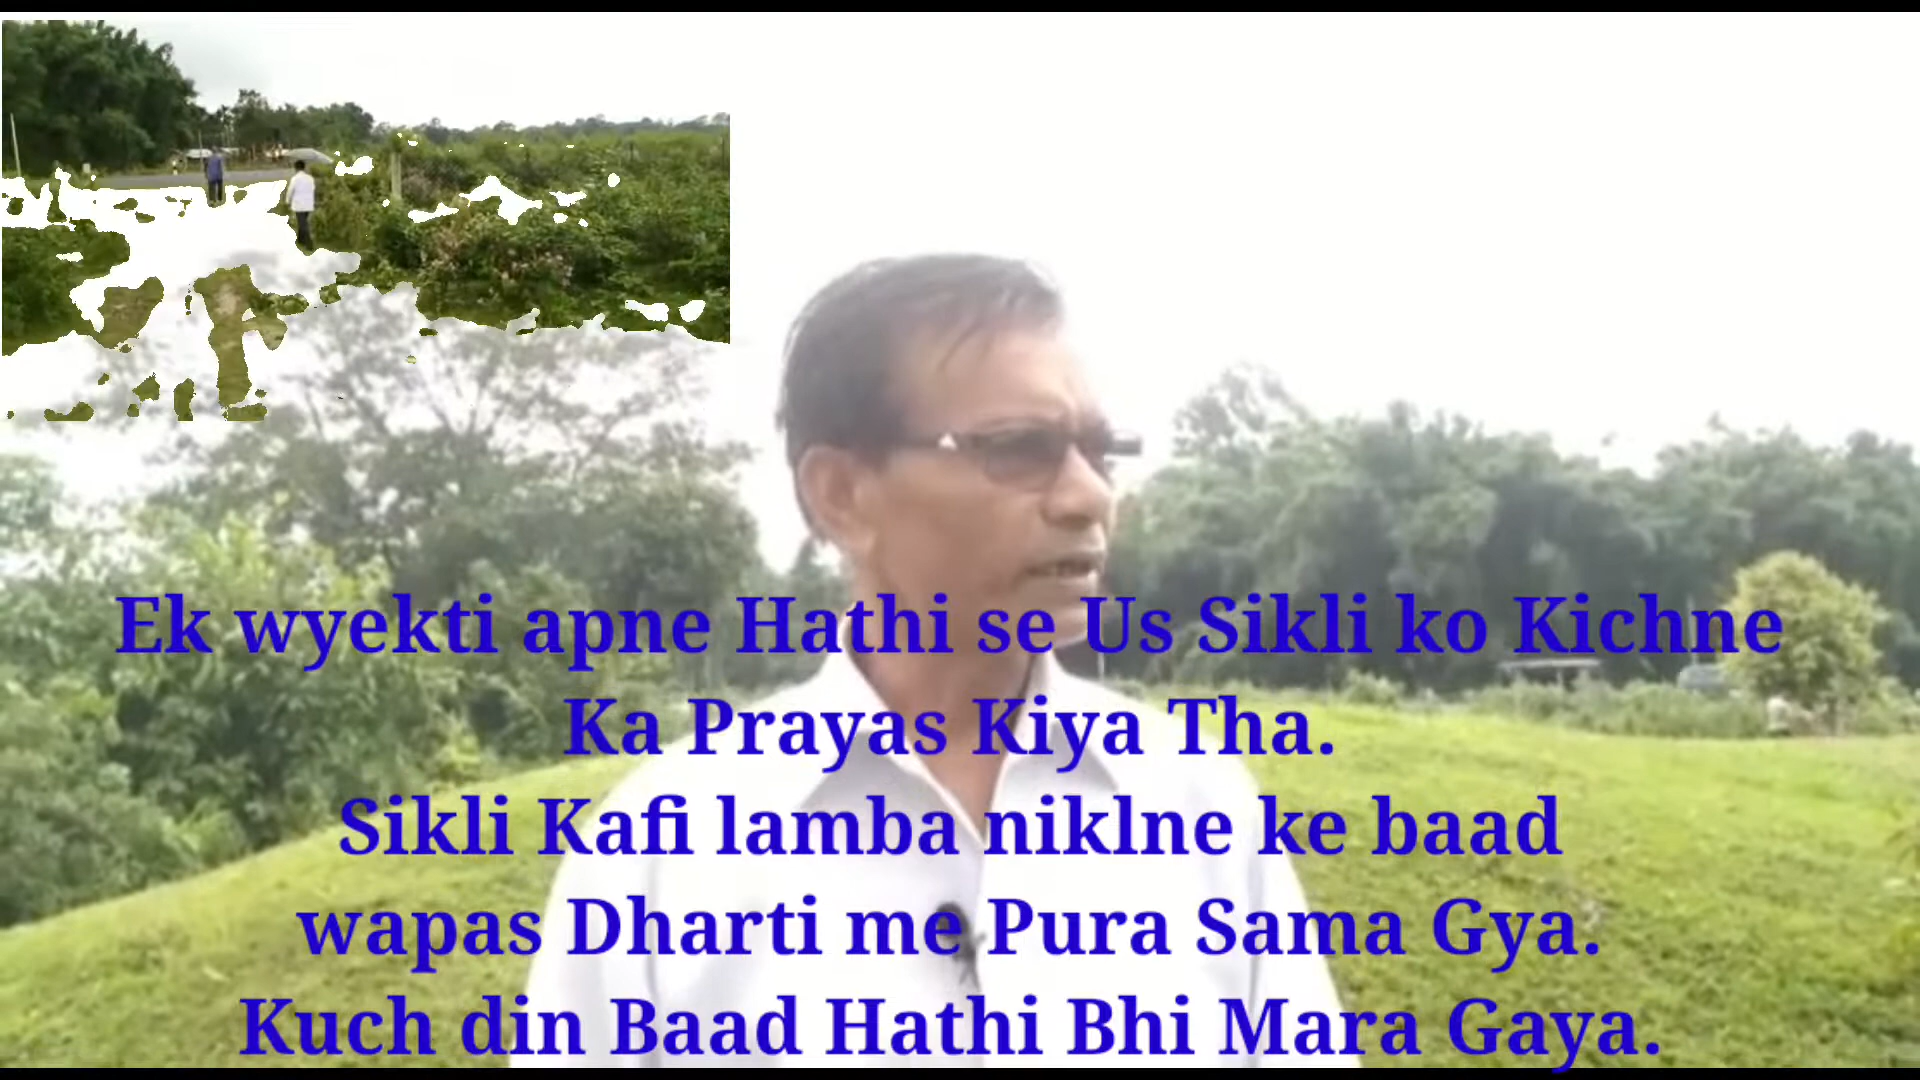 Ek wyekti apne Hathi se Us Sikli ko Kichne
Ka Prayas Kiya Tha.
Sikli Kafi lamba niklne ke baad
wapas Dharti me Pura Sama Gya.
Kuch din Baad Hathi Bhi Mara Gaya.